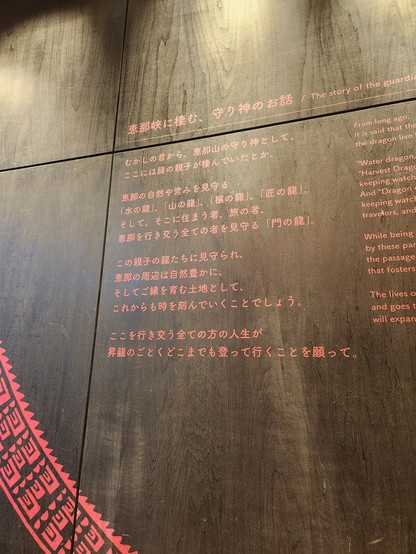 恵那峡に棲む、守り神のお話 / The story of the guardi
むかしの昔から、恵那山の守り神として、
ここには龍の親子が棲んでいたとか。
恵那の自然や営みを見守る
「水の龍」、「山の龍」、「穣の龍」、「匠の龍」。
そして、そこに住まう者、旅の者、
恵那を行き交う全ての者を見守る「門の龍」。
この親子の龍たちに見守られ、
恵那の周辺は自然豊かに、
そしてご縁を育む土地として、
これからも時を刻んでいくことでしょう。
ここを行き交う全ての方の人生が
昇龍のごとくどこまでも登って行くことを願って。
From long ago,
it is said that the
the dragon live
"Water dragon
"Harvest Drago
keeping watch
And "Dragon
keeping watch
travelers, and
While being
by these par
the passage
that foster
The lives o
and goes t
will expan